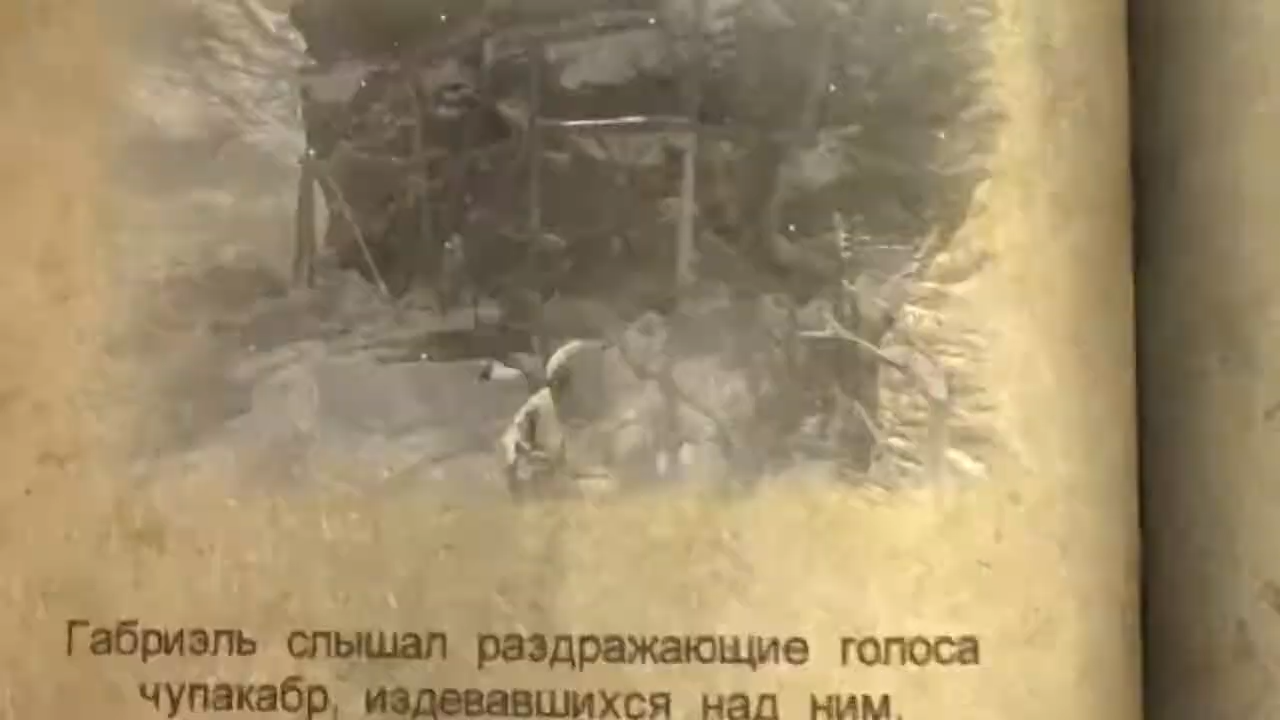 Габриэль слышал раздражающие голоса
чупакабр, издевавшихся над ним.